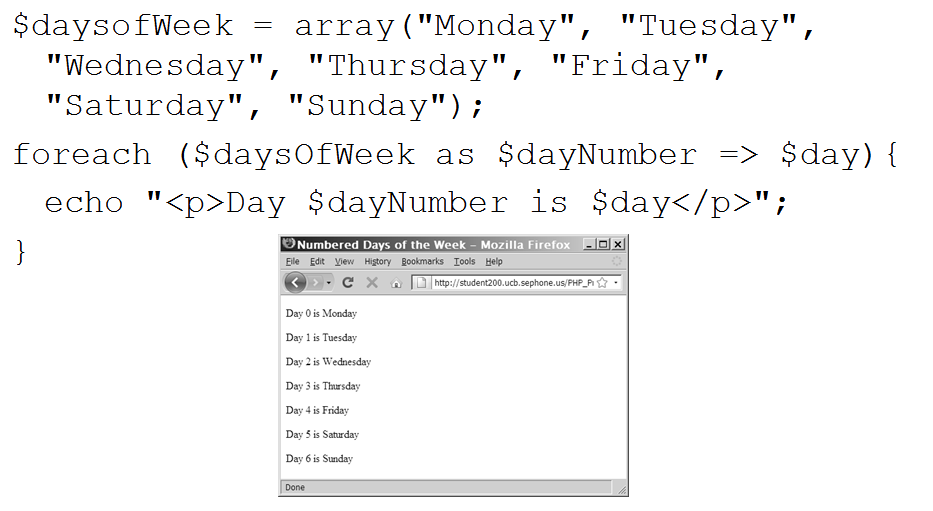 $daysofWeek = array("Monday", "Tuesday",
"Wednesday", "Thursday", "Friday",
"Saturday", "Sunday");
foreach ($daysOfWeek as $dayNumber => $day){
echo "<p>Day $dayNumber is $day</p>";
}
Numbered Days of the Week - Mozilla Firefox
File Edit View History Bookmarks Tools Help
http://student200.ucb.sephone.us/PHP_Pr
Day 0 is Monday
Day 1 is Tuesday
Day 2 is Wednesday
Day 3 is Thursday
Day 4 is Friday
Day 5 is Saturday
Day 6 is Sunday
Done